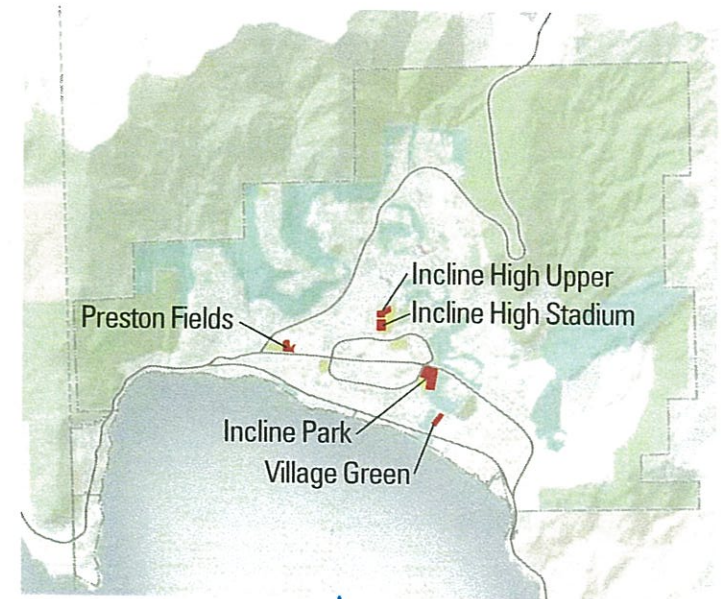 Incline High Upper
Incline High Stadium
Preston Fields
Incline Park
Village Green